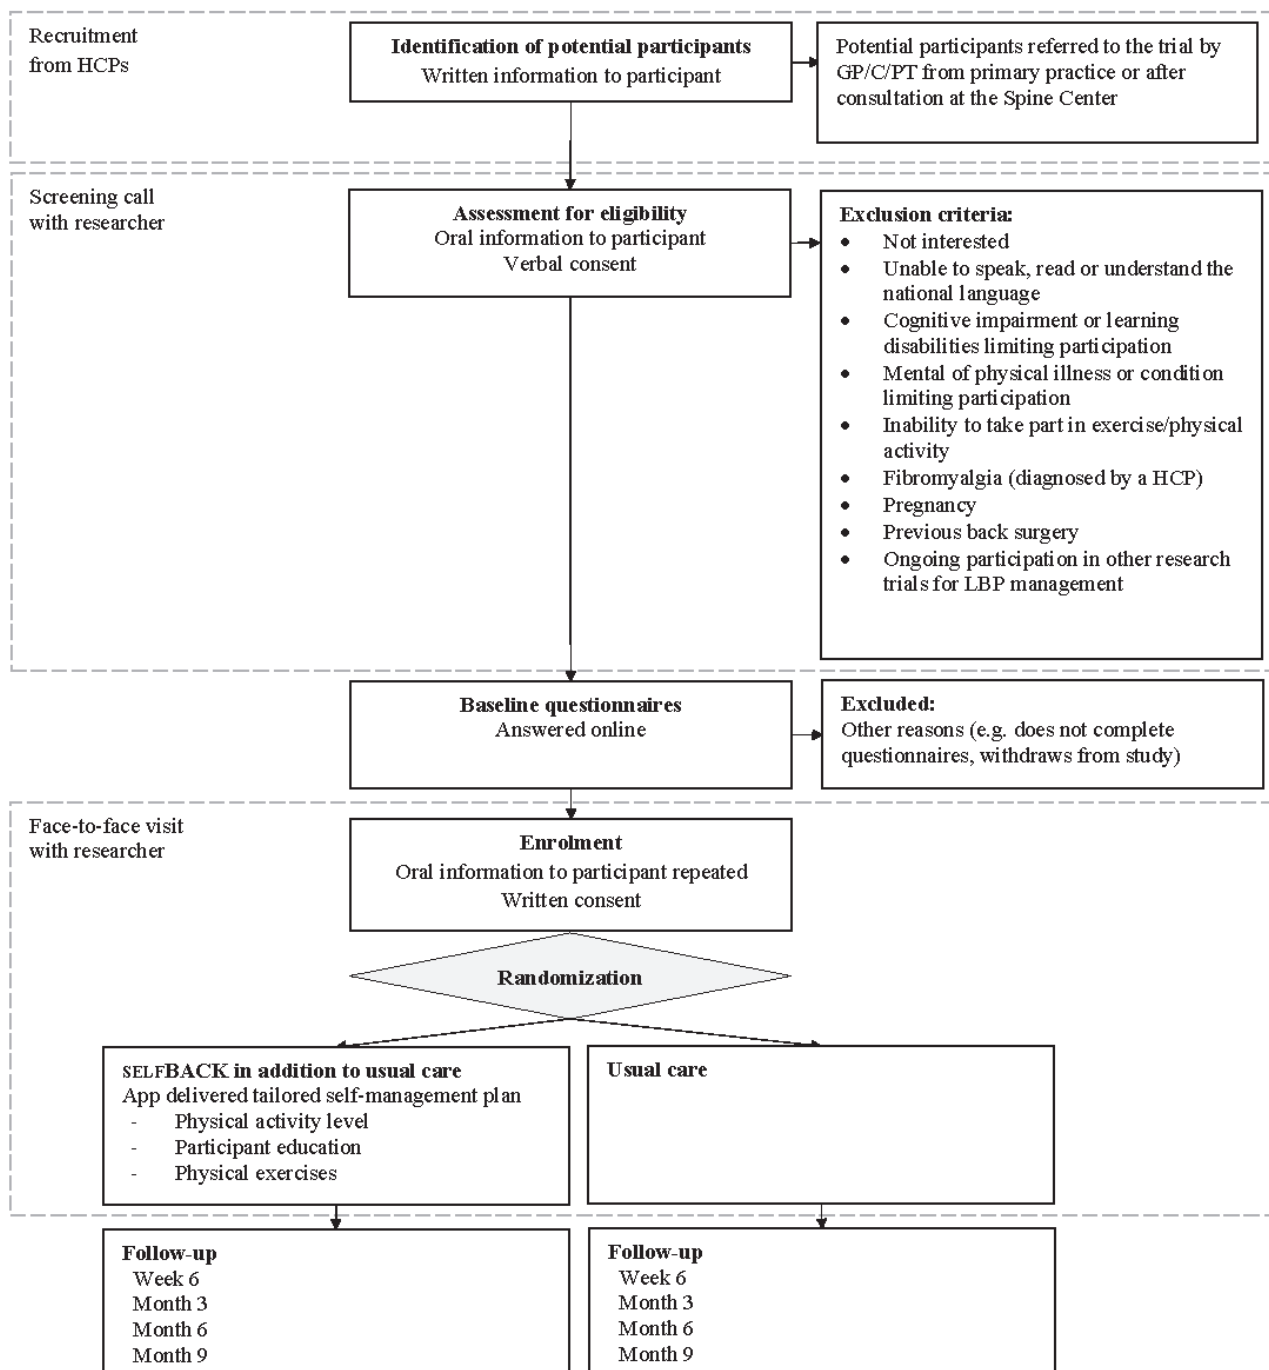 Recruitment
from HCPs
Identification of potential participants
Written information to participant
Potential participants referred to the trial by
GP/C/PT from primary practice or after
consultation at the Spine Center
Screening call
with researcher
Assessment for eligibility
Oral information to participant
Verbal consent
Exclusion criteria:
• Not interested
• Unable to speak, read or understand the
national language
• Cognitive impairment or learning
disabilities limiting participation
• Mental of physical illness or condition
limiting participation
• Inability to take part in exercise/physical
activity
• Fibromyalgia (diagnosed by a HCP)
• Pregnancy
• Previous back surgery
• Ongoing participation in other research
trials for LBP management
Baseline questionnaires
Answered online
Excluded:
Other reasons (e.g. does not complete
questionnaires, withdraws from study)
Face-to-face visit
with researcher
Enrolment
Oral information to participant repeated
Written consent
Randomization
SELFBACK in addition to usual care
App delivered tailored self-management plan
- Physical activity level
- Participant education
- Physical exercises
Usual care
Follow-up
Week 6
Month 3
Month 6
Month 9
Follow-up
Week 6
Month 3
Month 6
Month 9